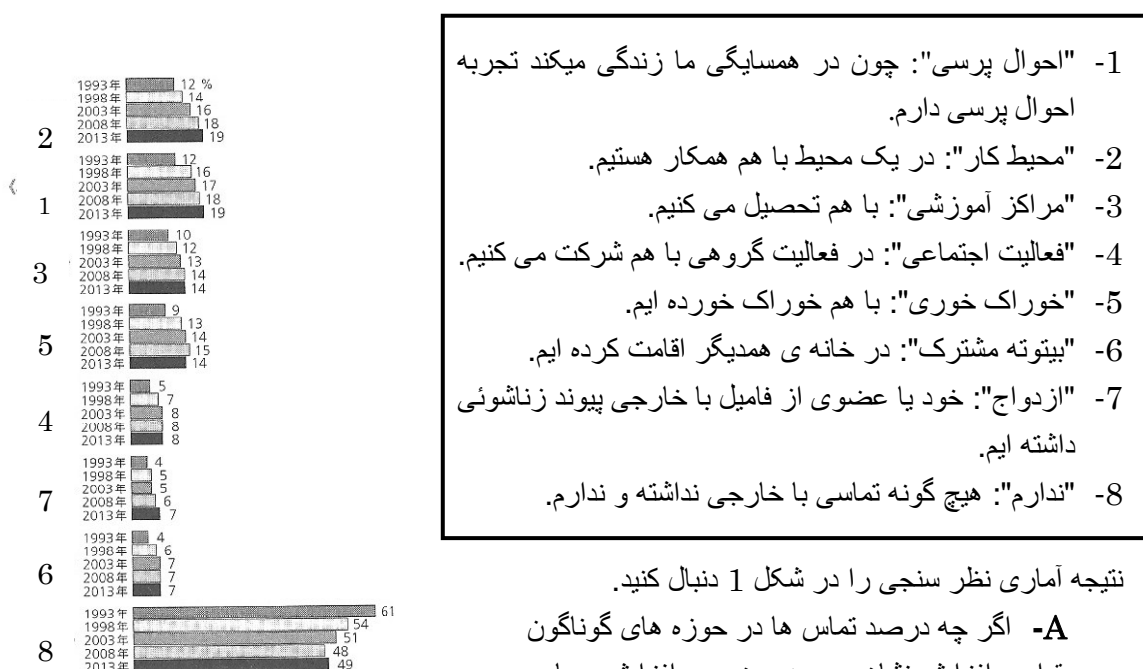 1993年 12 %
1998年 14
2003年 16
2008年 18
2013年 19
2
1993年 12
1998年 16
2003年 17
2008年 18
2013年 19
1
1993年 10
1998年 12
2003年 13
2008年 14
2013年 14
3
1993年 9
1998年 13
2003年 14
2008年 15
2013年 14
5
1993年 5
1998年 7
2003年 8
2008年 8
2013年 8
4
1993年 4
1998年 5
2003年 5
2008年 6
2013年 7
7
1993年 4
1998年 6
2003年 7
2008年 7
2013年 7
6
1993年 61
1998年 54
2003年 51
2008年 48
2013年 49
8
1- "احوال پرسی": چون در همسایگی ما زندگی میکند تجربه
احوال پرسی دارم.
2- "محیط کار": در یک محیط با هم همکار هستیم.
3- "مراکز آموزشی": با هم تحصیل می کنیم.
4- "فعالیت اجتماعی": در فعالیت گروهی با هم شرکت می کنیم.
5- "خوراک خوری": با هم خوراک خورده ایم.
6- "بیتوته مشترک": در خانه ی همدیگر اقامت کرده ایم.
7- "ازدواج": خود یا عضوی از فامیل با خارجی پیوند زناشوئی
داشته ایم.
8- "ندارم": هیچ گونه تماسی با خارجی نداشته و ندارم.
نتیجه آماری نظر سنجی را در شکل 1 دنبال کنید.
A- اگر چه درصد تماس ها در حوزه های گوناگون